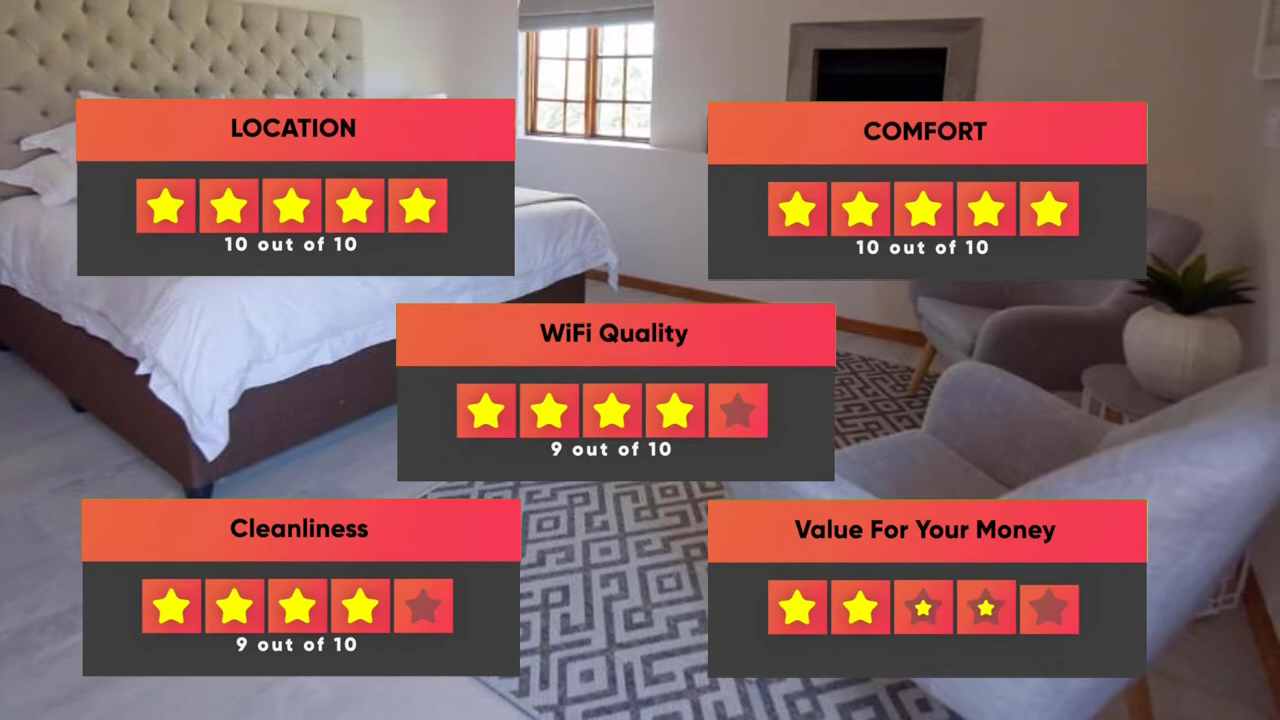 LOCATION
10 out of 10
COMFORT
10 out of 10
WiFi Quality
9 out of 10
Cleanliness
9 out of 10
Value For Your Money